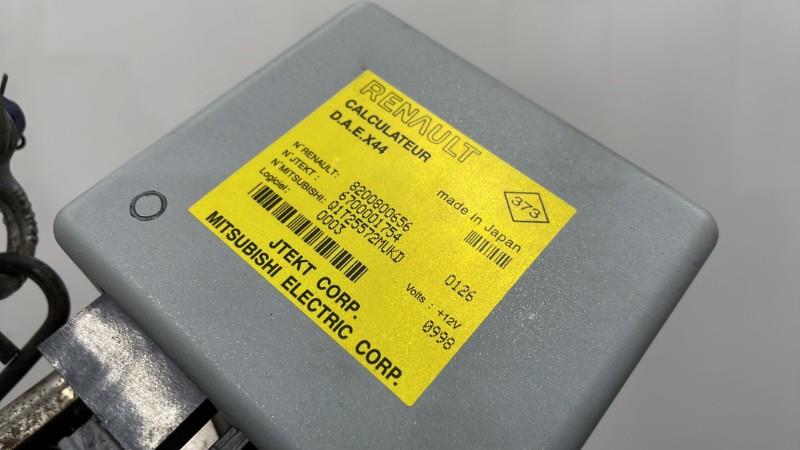 RENAULT
CALCULATEUR
D.A.E.X44
373
made in Japan
N°RENAULT: 8200800656
N°JTEKT : 6700001754
N°MITSUBISHI: Q1T25572MUKD
Logiciel: 0003
0126
Volts : +12V
0998
JTEKT CORP.
MITSUBISHI ELECTRIC CORP.